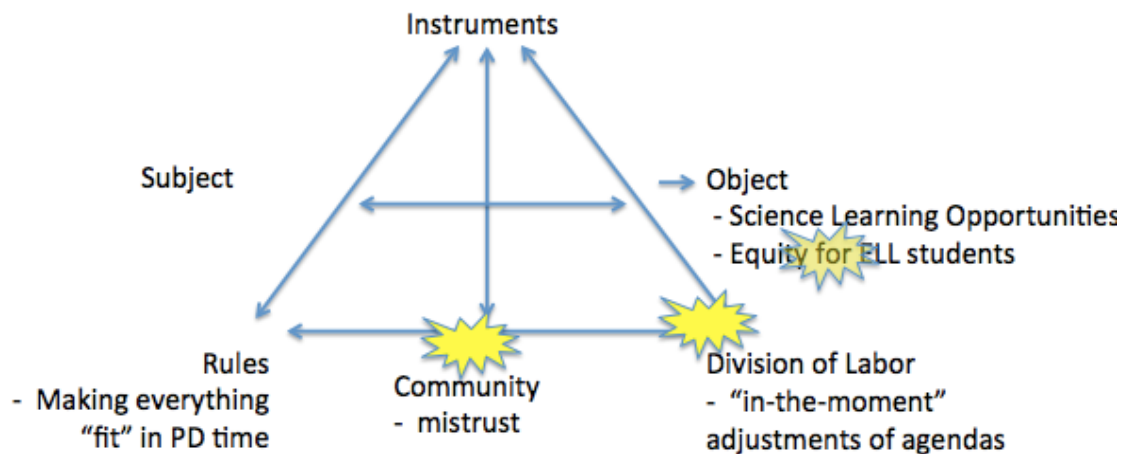 Instruments
Subject
Object
- Science Learning Opportunities
- Equity for ELL students
Rules
- Making everything
“fit” in PD time
Community
- mistrust
Division of Labor
- “in-the-moment”
adjustments of agendas